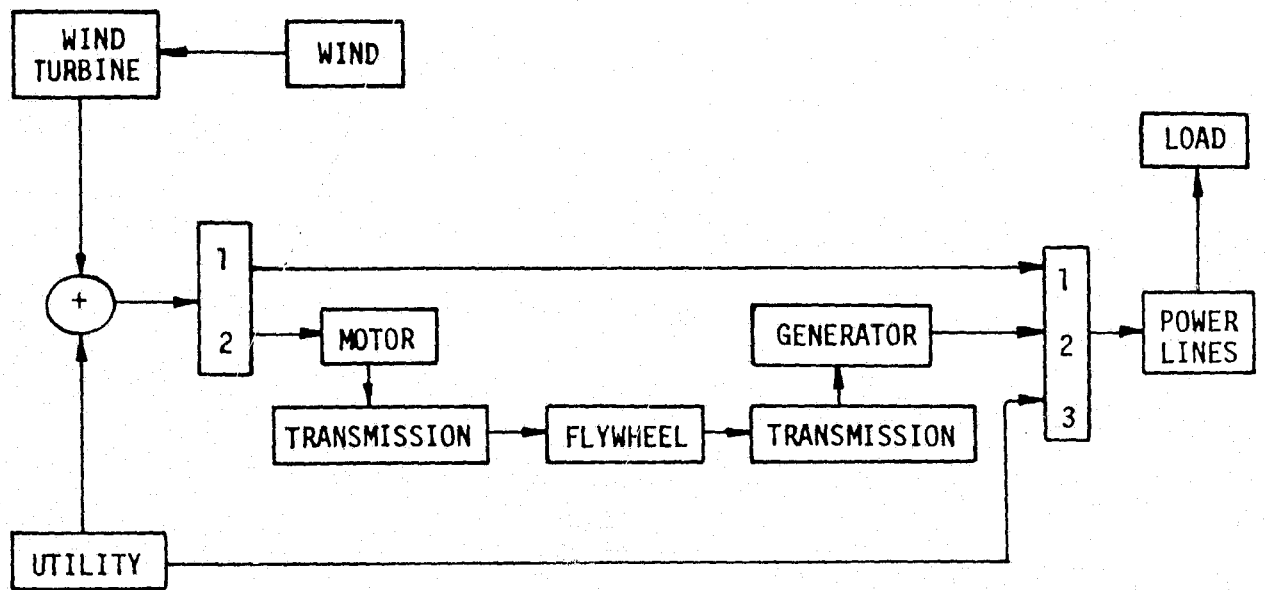 WIND
TURBINE
WIND
LOAD
+
1
2
MOTOR
GENERATOR
1
2
3
POWER
LINES
TRANSMISSION
FLYWHEEL
TRANSMISSION
UTILITY